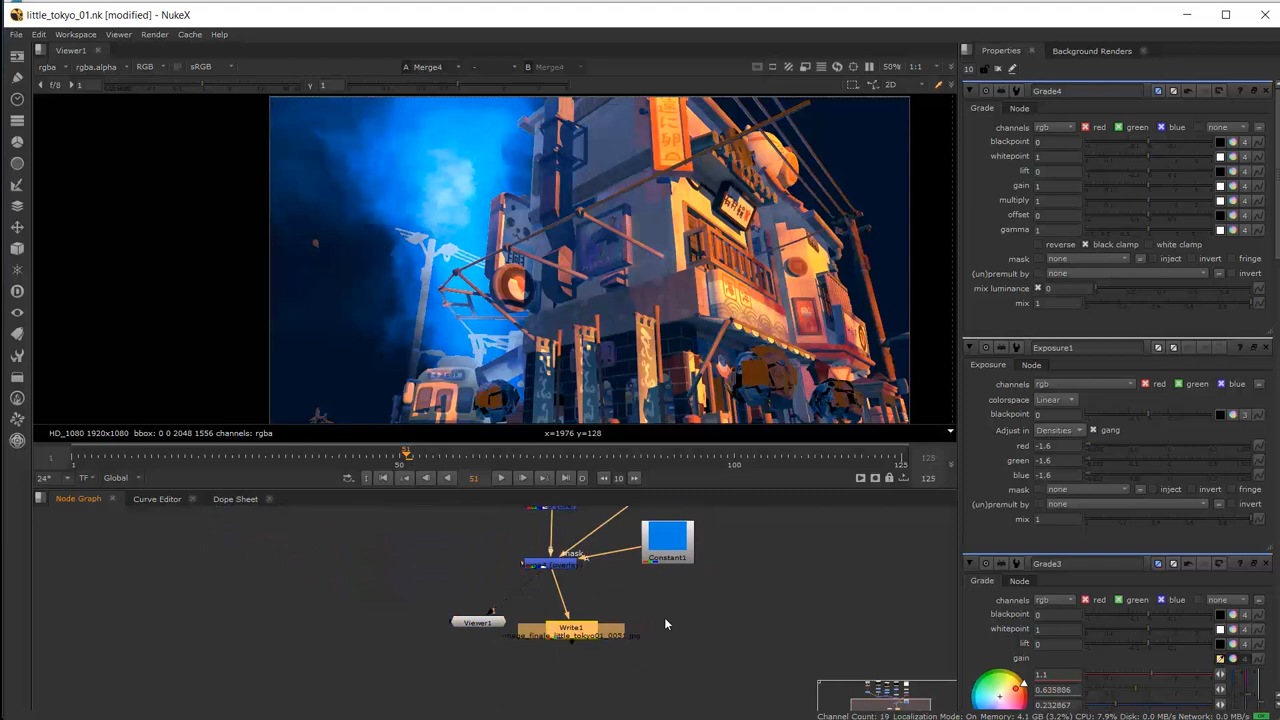 little_tokyo_01.nk [modified] - NukeX
File Edit Workspace Viewer Render Cache Help
Viewer1
rgba rgba.alpha RGB sRGB A Merge4 - B Merge4 50% 1:1
f/8 1 γ 1 2D
HD_1080 1920x1080 bbox: 0 0 2048 1556 channels: rgba x=1976 y=128
1 1 50 51 100 125 125
24* TF Global 51 10 125
Node Graph Curve Editor Dope Sheet
mask
Constant1
Viewer1
Write1
Properties Background Renders
10
Grade4
Grade Node
channels rgb red green blue none
blackpoint 0
whitepoint 1
lift 0
gain 1
multiply 1
offset 0
gamma 1
reverse black clamp white clamp
mask none inject invert fringe
(un)premult by none invert
mix luminance 0
mix 1
Exposure1
Exposure Node
channels rgb red green blue
colorspace Linear
blackpoint 0
Adjust in Densities gang
red -1.6
green -1.6
blue -1.6
mask none inject invert fringe
(un)premult by none invert
mix 1
Grade3
Grade Node
channels rgb red green blue none
blackpoint 0
whitepoint 1
lift 0
gain
1.1
0.635886
0.232867
Channel Count: 19 Localization Mode: On Memory: 4.1 GB (3.2%) CPU: 7.9% Disk: 0.0 MB/s Network: 0.0 MB/s